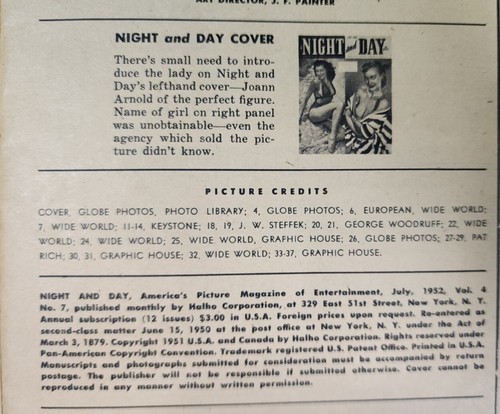 ART DIRECTOR, J. F. PAINTER
NIGHT and DAY COVER
There's small need to intro-
duce the lady on Night and
Day's lefthand cover—Joann
Arnold of the perfect figure.
Name of girl on right panel
was unobtainable—even the
agency which sold the pic-
ture didn't know.
NIGHT and DAY
PICTURE CREDITS
COVER, GLOBE PHOTOS, PHOTO LIBRARY; 4, GLOBE PHOTOS; 6, EUROPEAN, WIDE WORLD;
7, WIDE WORLD; 11-14, KEYSTONE; 18, 19, J. W. STEFFEK; 20, 21, GEORGE WOODRUFF; 22, WIDE
WORLD; 24, WIDE WORLD; 25, WIDE WORLD, GRAPHIC HOUSE; 26, GLOBE PHOTOS; 27-29, PAT
RICH; 30, 31, GRAPHIC HOUSE; 32, WIDE WORLD; 33-37, GRAPHIC HOUSE.
NIGHT AND DAY, America's Picture Magazine of Entertainment, July, 1952, Vol. 4
No. 7, published monthly by Halho Corporation, at 329 East 51st Street, New York, N. Y.
Annual subscription (12 issues) $3.00 in U.S.A. Foreign prices upon request. Re-entered as
second-class matter June 15, 1950 at the post office at New York, N. Y. under the Act of
March 3, 1879. Copyright 1951 U.S.A. and Canada by Halho Corporation. Rights reserved under
Pan-American Copyright Convention. Trademark registered U.S. Patent Office. Printed in U.S.A.
Manuscripts and photographs submitted for consideration must be accompanied by return
postage. The publisher will not be responsible if submitted otherwise. Cover cannot be
reproduced in any manner without written permission.